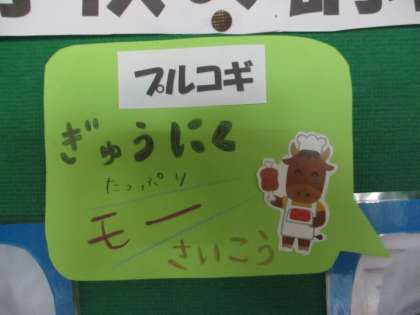 プルコギ
ぎゅうにく
たっぷり
モー
さいこう